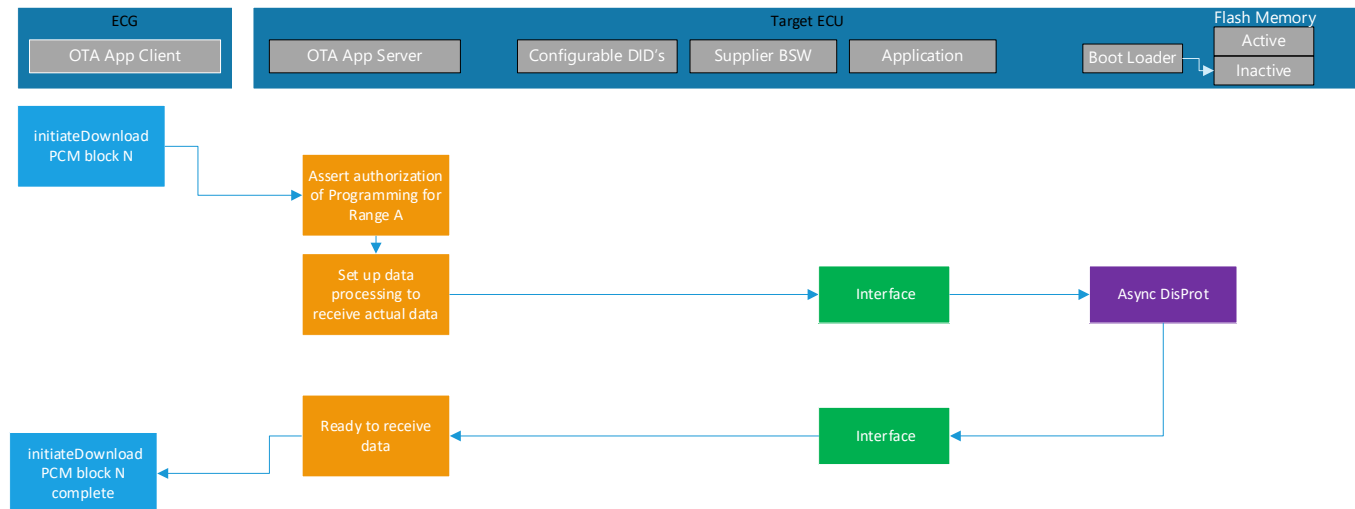 ECG
Target ECU
Flash Memory
OTA App Client
OTA App Server
Configurable DID's
Supplier BSW
Application
Boot Loader
Active
Inactive
initiateDownload
PCM block N
Assert authorization
of Programming for
Range A
Set up data
processing to
receive actual data
Interface
Async DisProt
Ready to receive
data
Interface
initiateDownload
PCM block N
complete